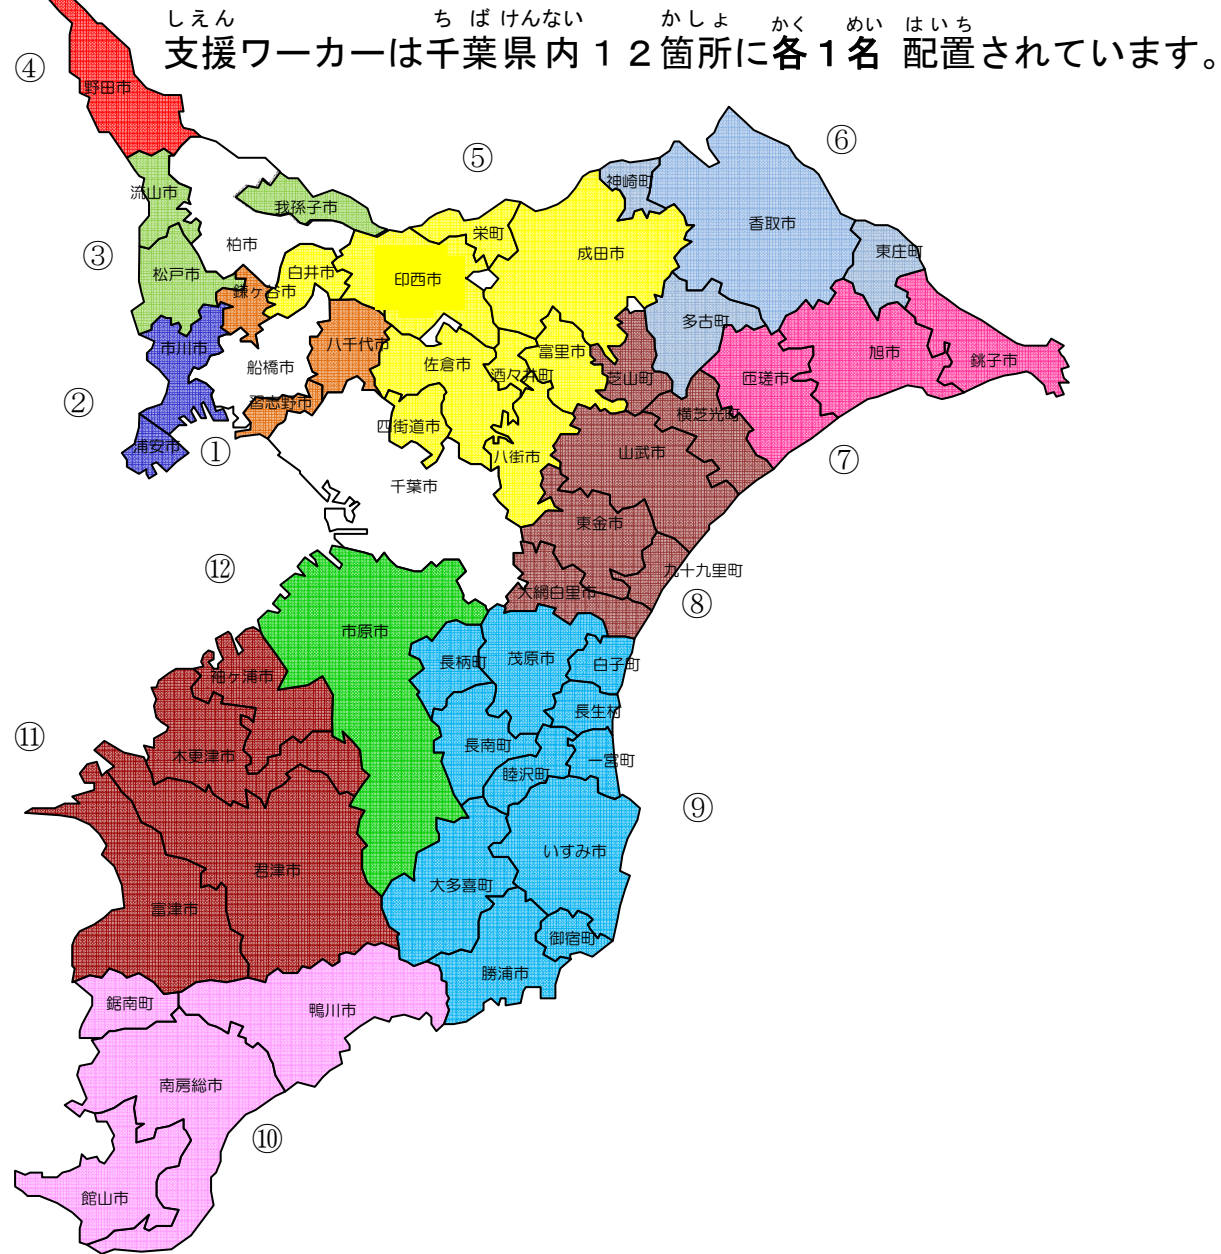 しえん ちばけんない かしょ かく めい はいち
支援ワーカーは千葉県内１２箇所に各１名 配置されています。
④
野田市
⑤
⑥
流山市
我孫子市
神崎町
③
柏市
栄町
成田市
香取市
東庄町
松戸市
鎌ヶ谷市
白井市
印西市
多古町
市川市
船橋市
八千代市
佐倉市
酒々井町
富里市
芝山町
匝瑳市
旭市
銚子市
②
浦安市
①
習志野市
四街道市
八街市
横芝光町
山武市
⑦
千葉市
東金市
⑫
九十九里町
大網白里市
⑧
市原市
長柄町
茂原市
白子町
袖ヶ浦市
長生村
⑪
木更津市
長南町
睦沢町
一宮町
⑨
君津市
いすみ市
富津市
大多喜町
御宿町
勝浦市
鋸南町
鴨川市
南房総市
⑩
館山市